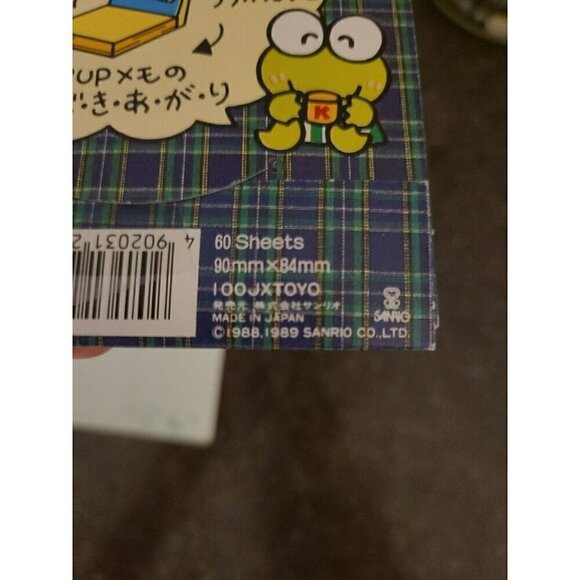 UPメモの
き・あ・が・り
K
4 902031 2
60 Sheets
90mm×84mm
100JXTOYO
発売元 株式会社サンリオ
MADE IN JAPAN
©1988,1989 SANRIO CO.,LTD.
SANRIO